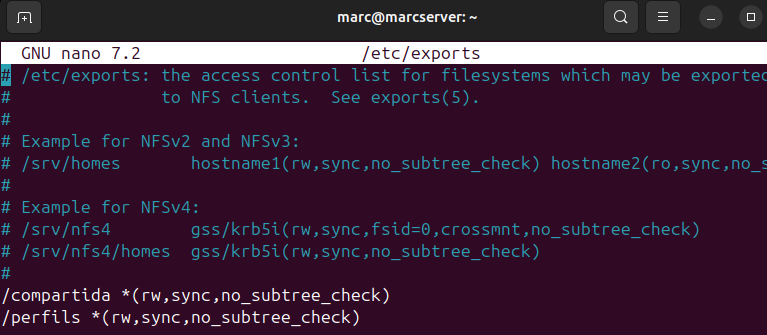 marc@marcserver: ~
GNU nano 7.2 /etc/exports
# /etc/exports: the access control list for filesystems which may be exported
# to NFS clients. See exports(5).
#
# Example for NFSv2 and NFSv3:
# /srv/homes hostname1(rw,sync,no_subtree_check) hostname2(ro,sync,no_s
#
# Example for NFSv4:
# /srv/nfs4 gss/krb5i(rw,sync,fsid=0,crossmnt,no_subtree_check)
# /srv/nfs4/homes gss/krb5i(rw,sync,no_subtree_check)
#
/compartida *(rw,sync,no_subtree_check)
/perfils *(rw,sync,no_subtree_check)